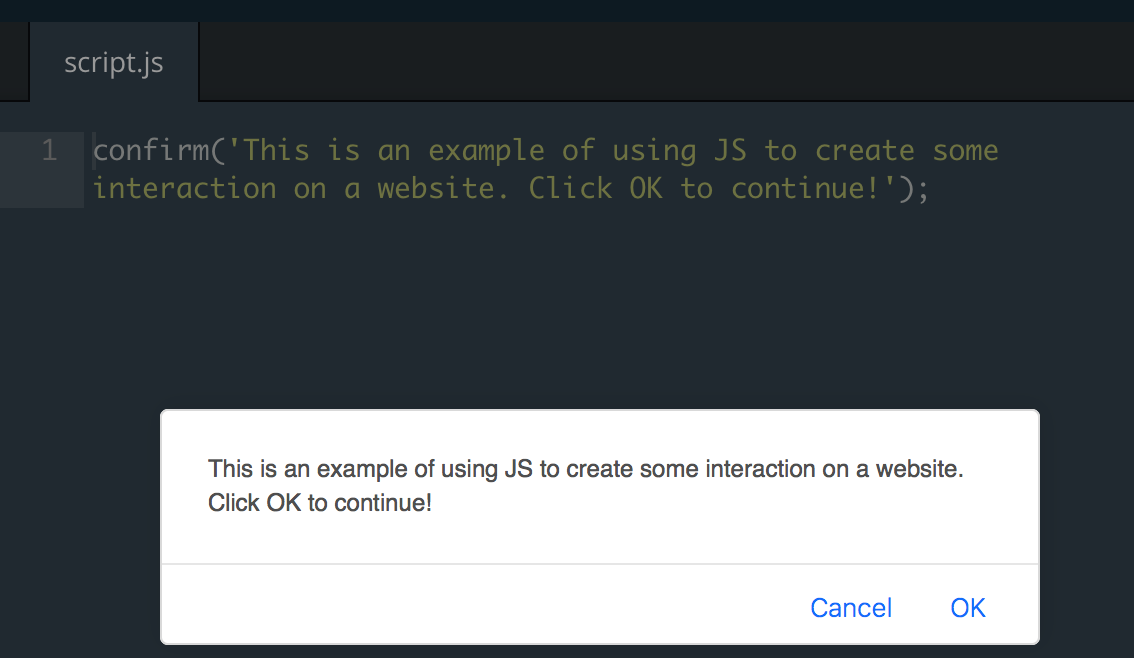 script.js
1 confirm('This is an example of using JS to create some
interaction on a website. Click OK to continue!');
This is an example of using JS to create some interaction on a website.
Click OK to continue!
Cancel OK